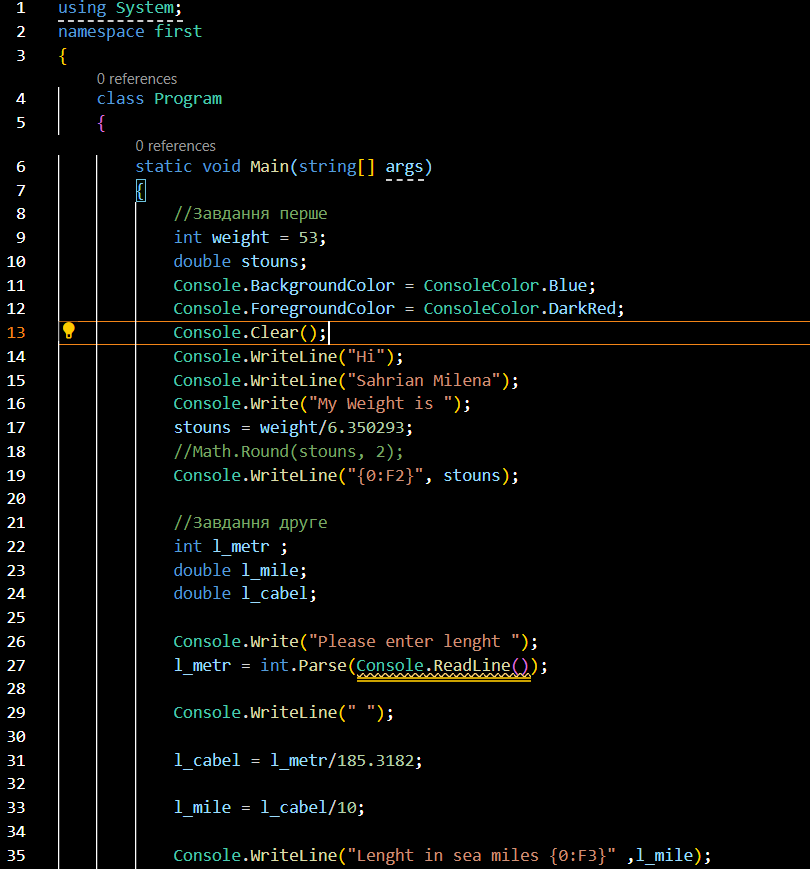 1 using System;
2 namespace first
3 {
0 references
4 class Program
5 {
0 references
6 static void Main(string[] args)
7 {
8 //Завдання перше
9 int weight = 53;
10 double stouns;
11 Console.BackgroundColor = ConsoleColor.Blue;
12 Console.ForegroundColor = ConsoleColor.DarkRed;
13 Console.Clear();
14 Console.WriteLine("Hi");
15 Console.WriteLine("Sahrian Milena");
16 Console.Write("My Weight is ");
17 stouns = weight/6.350293;
18 //Math.Round(stouns, 2);
19 Console.WriteLine("{0:F2}", stouns);
20
21 //Завдання друге
22 int l_metr ;
23 double l_mile;
24 double l_cabel;
25
26 Console.Write("Please enter lenght ");
27 l_metr = int.Parse(Console.ReadLine());
28
29 Console.WriteLine(" ");
30
31 l_cabel = l_metr/185.3182;
32
33 l_mile = l_cabel/10;
34
35 Console.WriteLine("Lenght in sea miles {0:F3}" ,l_mile);